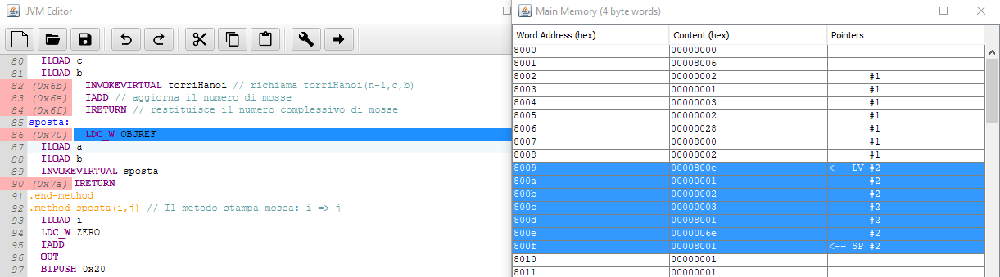 IJVM Editor
80 ILOAD c
81 ILOAD b
82 (0x6b) INVOKEVIRTUAL torriHanoi // richiama torriHanoi(n-1,c,b)
83 (0x6e) IADD // aggiorna il numero di mosse
84 (0x6f) IRETURN // restituisce il numero complessivo di mosse
85 sposta:
86 (0x70) LDC_W OBJREF
87 ILOAD a
88 ILOAD b
89 INVOKEVIRTUAL sposta
90 (0x7a) IRETURN
91 .end-method
92 .method sposta(i,j) // Il metodo stampa mossa: i => j
93 ILOAD i
94 LDC_W ZERO
95 IADD
96 OUT
97 BIPUSH 0x20
Main Memory (4 byte words)
Word Address (hex) Content (hex) Pointers
8000 00000000
8001 00008006
8002 00000002 #1
8003 00000001 #1
8004 00000003 #1
8005 00000002 #1
8006 00000028 #1
8007 00008000 #1
8008 00000002 #1
8009 0000800e <-- LV #2
800a 00000001 #2
800b 00000002 #2
800c 00000003 #2
800d 00008001 #2
800e 0000006e #2
800f 00008001 <-- SP #2
8010 00000001
8011 00000001